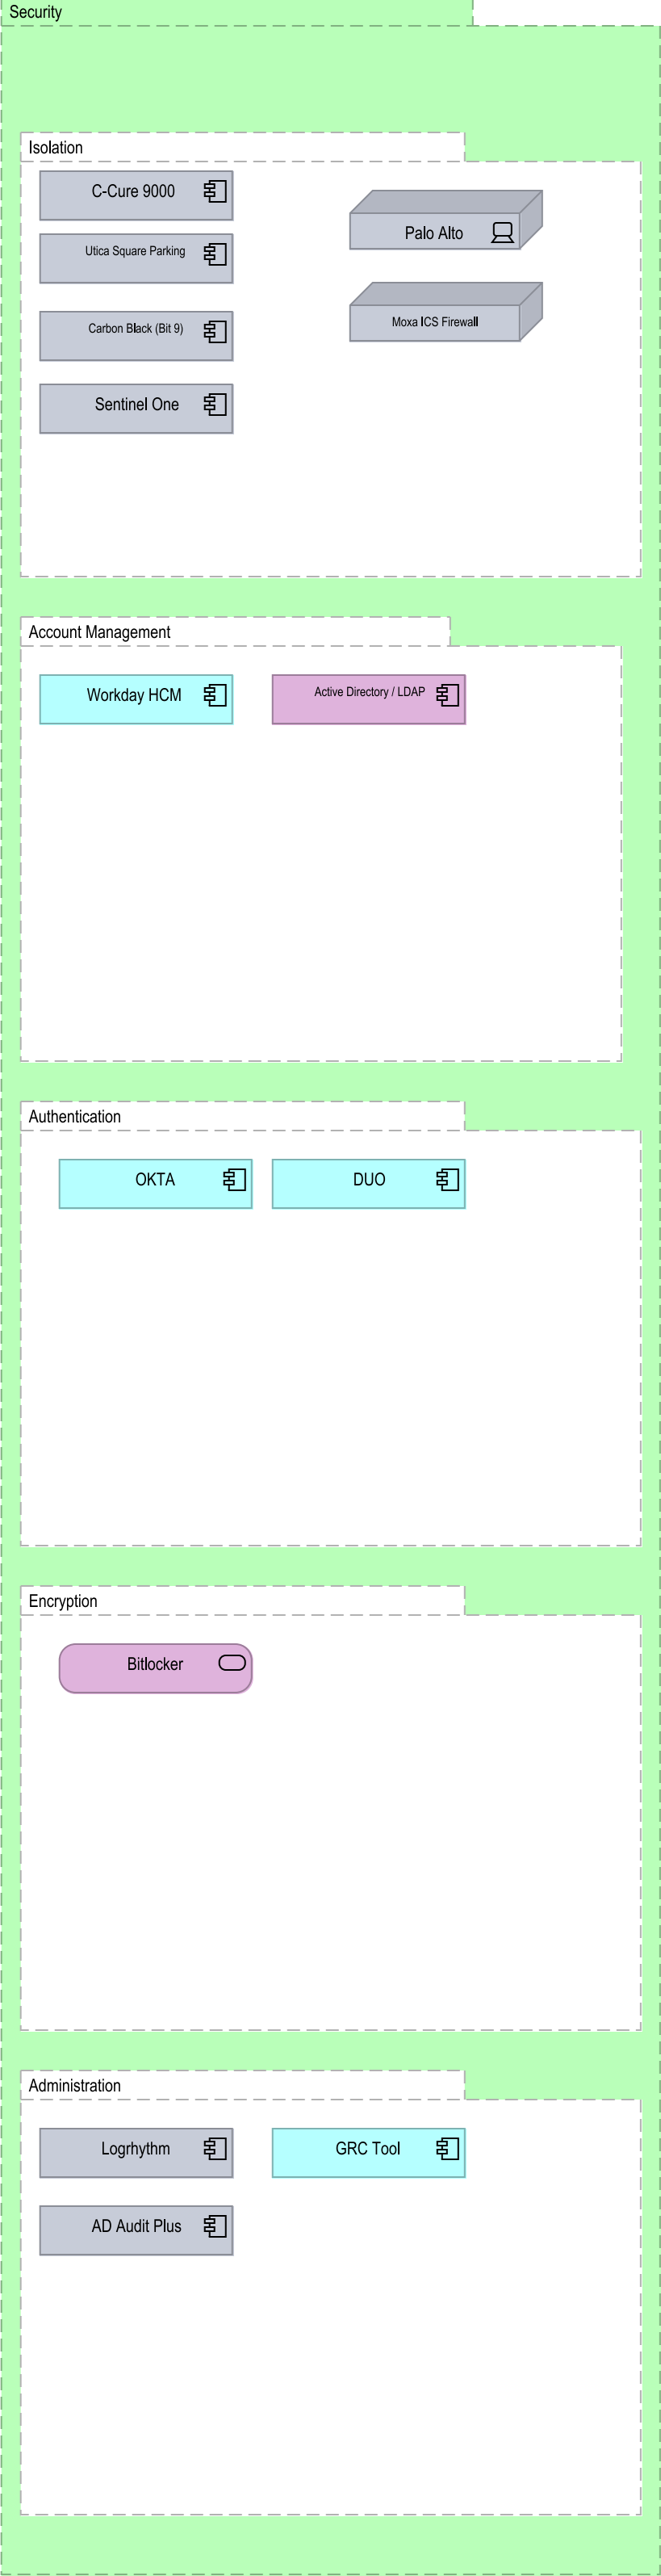 Security
Isolation
C-Cure 9000
Palo Alto
Utica Square Parking
Moxa ICS Firewall
Carbon Black (Bit 9)
Sentinel One
Account Management
Workday HCM
Active Directory / LDAP
Authentication
OKTA
DUO
Encryption
Bitlocker
Administration
Logrhythm
GRC Tool
AD Audit Plus